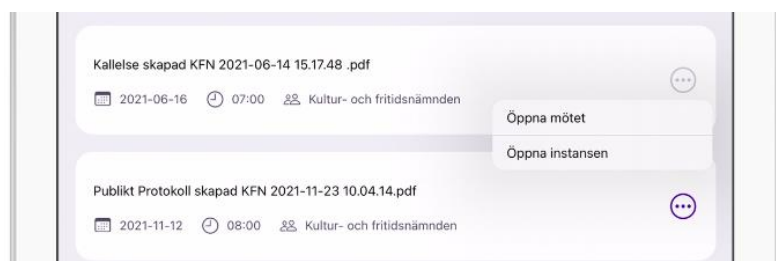 Kallelse skapad KFN 2021-06-14 15.17.48 .pdf
2021-06-16 07:00 Kultur- och fritidsnämnden
Öppna mötet
Öppna instansen
Publikt Protokoll skapad KFN 2021-11-23 10.04.14.pdf
2021-11-12 08:00 Kultur- och fritidsnämnden